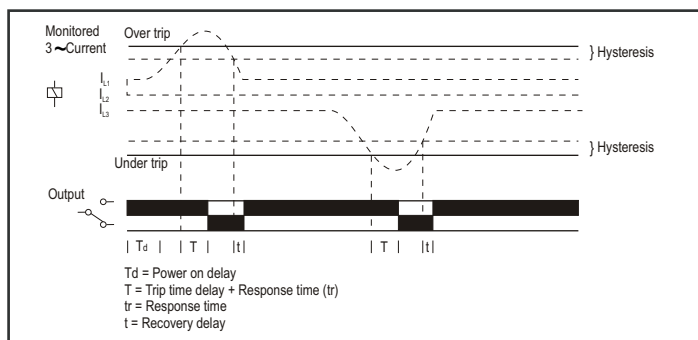 Monitored
3~Current
Over trip
} Hysteresis
IL1
IL2
IL3
} Hysteresis
Under trip
Output
| Td | | T | |t| | T | |t|
Td = Power on delay
T = Trip time delay + Response time (tr)
tr = Response time
t = Recovery delay